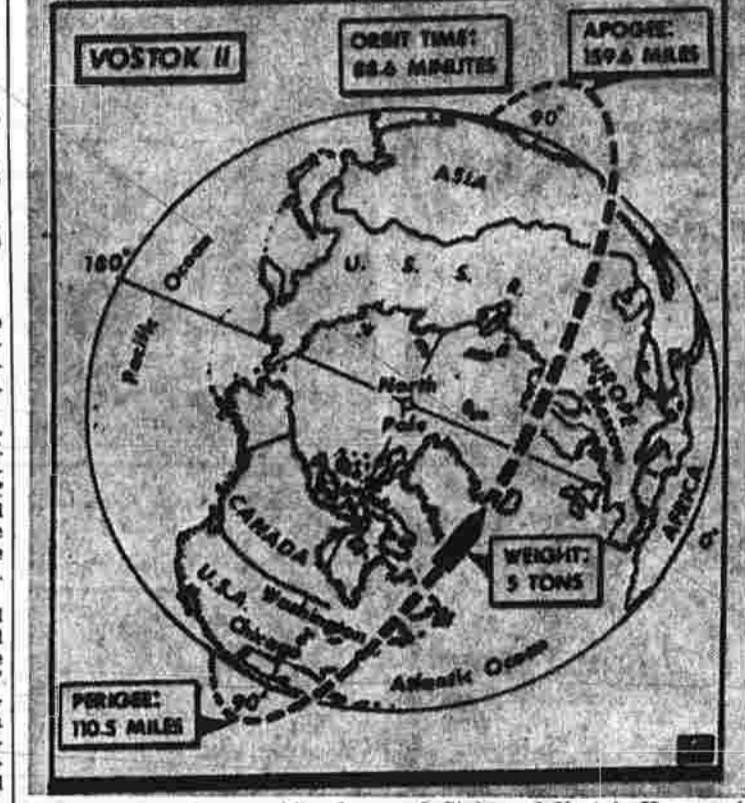 VOSTOK II
ORBIT TIME:
88.6 MINUTES
APOGEE:
159.6 MILES
90°
ASIA
180°
Pacific Ocean
U. S. S. R.
North
Pole
EUROPE
Moscow
AFRICA
0°
CANADA
WEIGHT:
5 TONS
U.S.A.
Washington
Chicago
Atlantic Ocean
90°
PERIGEE:
110.5 MILES